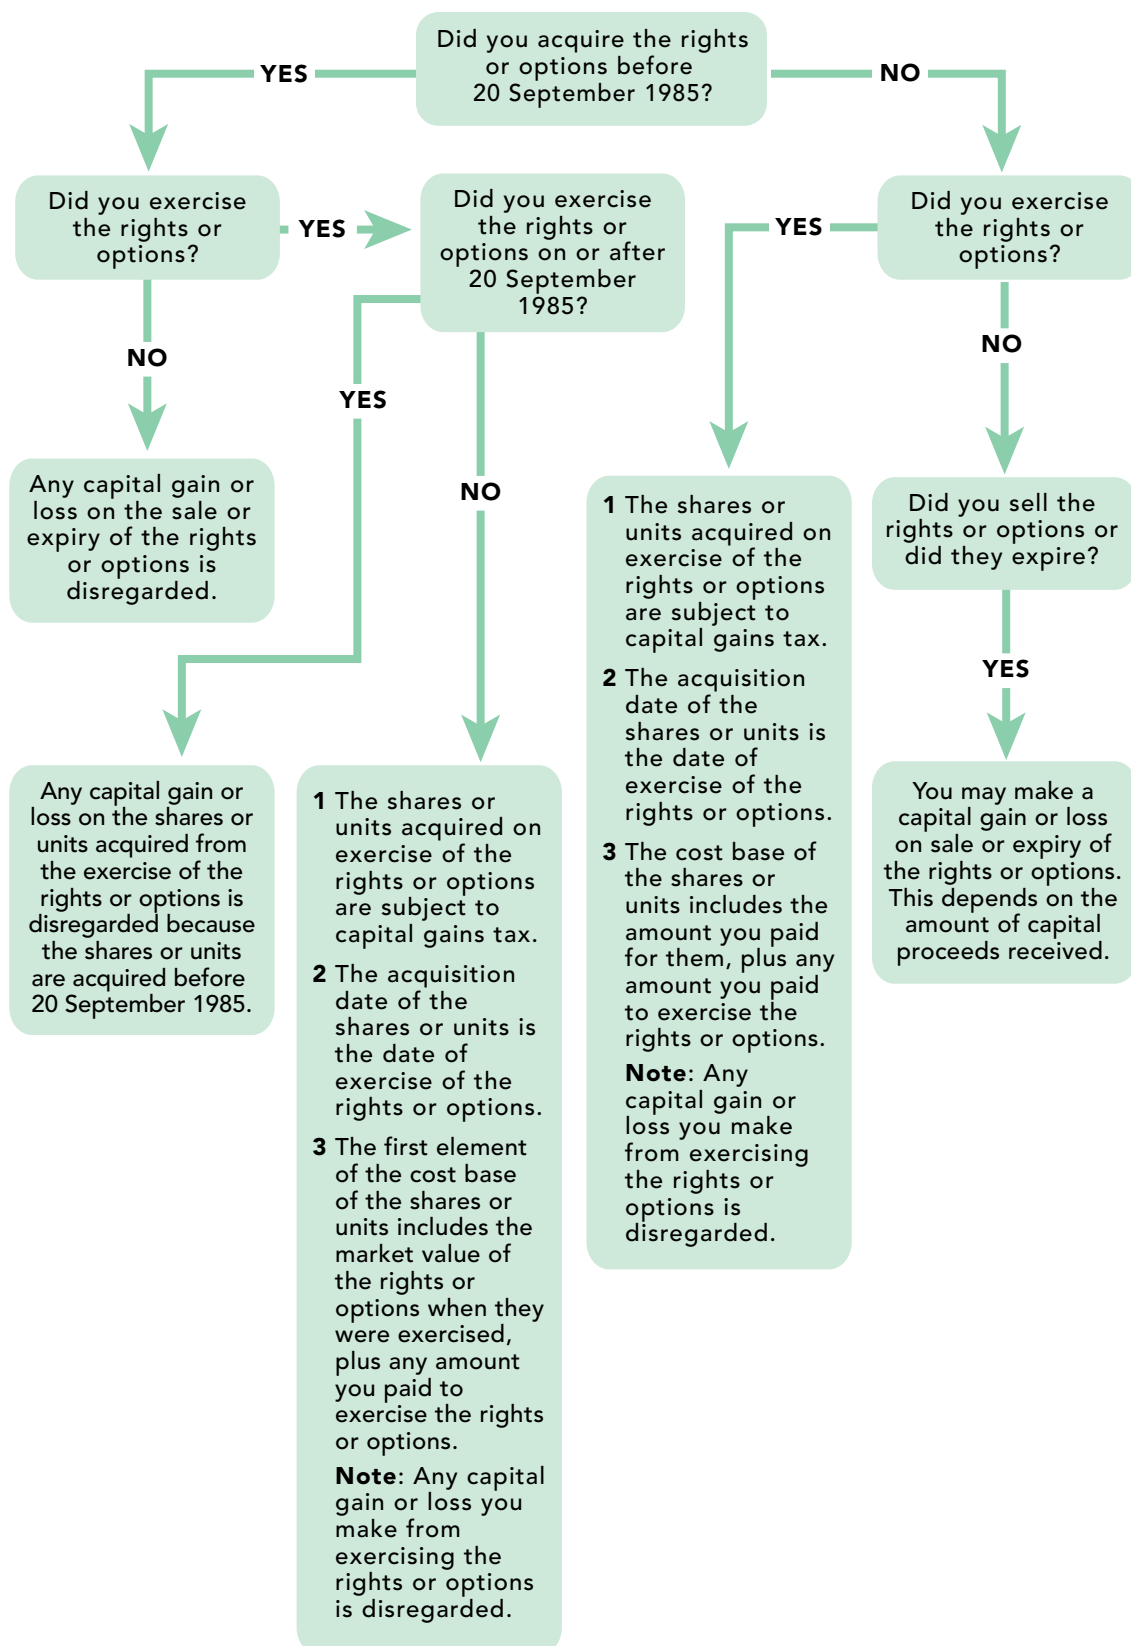 Did you acquire the rights
or options before
20 September 1985?
YES
NO
Did you exercise
the rights or
options?
YES
Did you exercise
the rights or
options on or after
20 September
1985?
YES
Did you exercise
the rights or
options?
NO
YES
NO
NO
Any capital gain or
loss on the sale or
expiry of the rights
or options is
disregarded.
Did you sell the
rights or options or
did they expire?
YES
Any capital gain or
loss on the shares or
units acquired from
the exercise of the
rights or options is
disregarded because
the shares or units
are acquired before
20 September 1985.
1 The shares or
units acquired on
exercise of the
rights or options
are subject to
capital gains tax.
2 The acquisition
date of the
shares or units is
the date of
exercise of the
rights or options.
3 The first element
of the cost base
of the shares or
units includes the
market value of
the rights or
options when they
were exercised,
plus any amount
you paid to
exercise the rights
or options.
Note: Any capital
gain or loss you
make from
exercising the
rights or options
is disregarded.
1 The shares or
units acquired on
exercise of the
rights or options
are subject to
capital gains tax.
2 The acquisition
date of the
shares or units is
the date of
exercise of the
rights or options.
3 The cost base of
the shares or
units includes the
amount you paid
for them, plus any
amount you paid
to exercise the
rights or options.
Note: Any
capital gain or
loss you make
from exercising
the rights or
options is
disregarded.
You may make a
capital gain or loss
on sale or expiry of
the rights or options.
This depends on the
amount of capital
proceeds received.